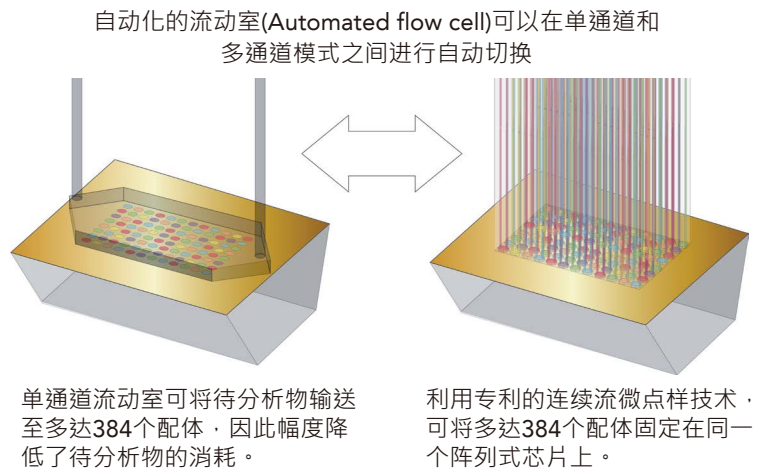 自动化的流动室(Automated flow cell)可以在单通道和
多通道模式之间进行自动切换
单通道流动室可将待分析物输送
至多达384个配体，因此幅度降
低了待分析物的消耗。
利用专利的连续流微点样技术，
可将多达384个配体固定在同一
个阵列式芯片上。